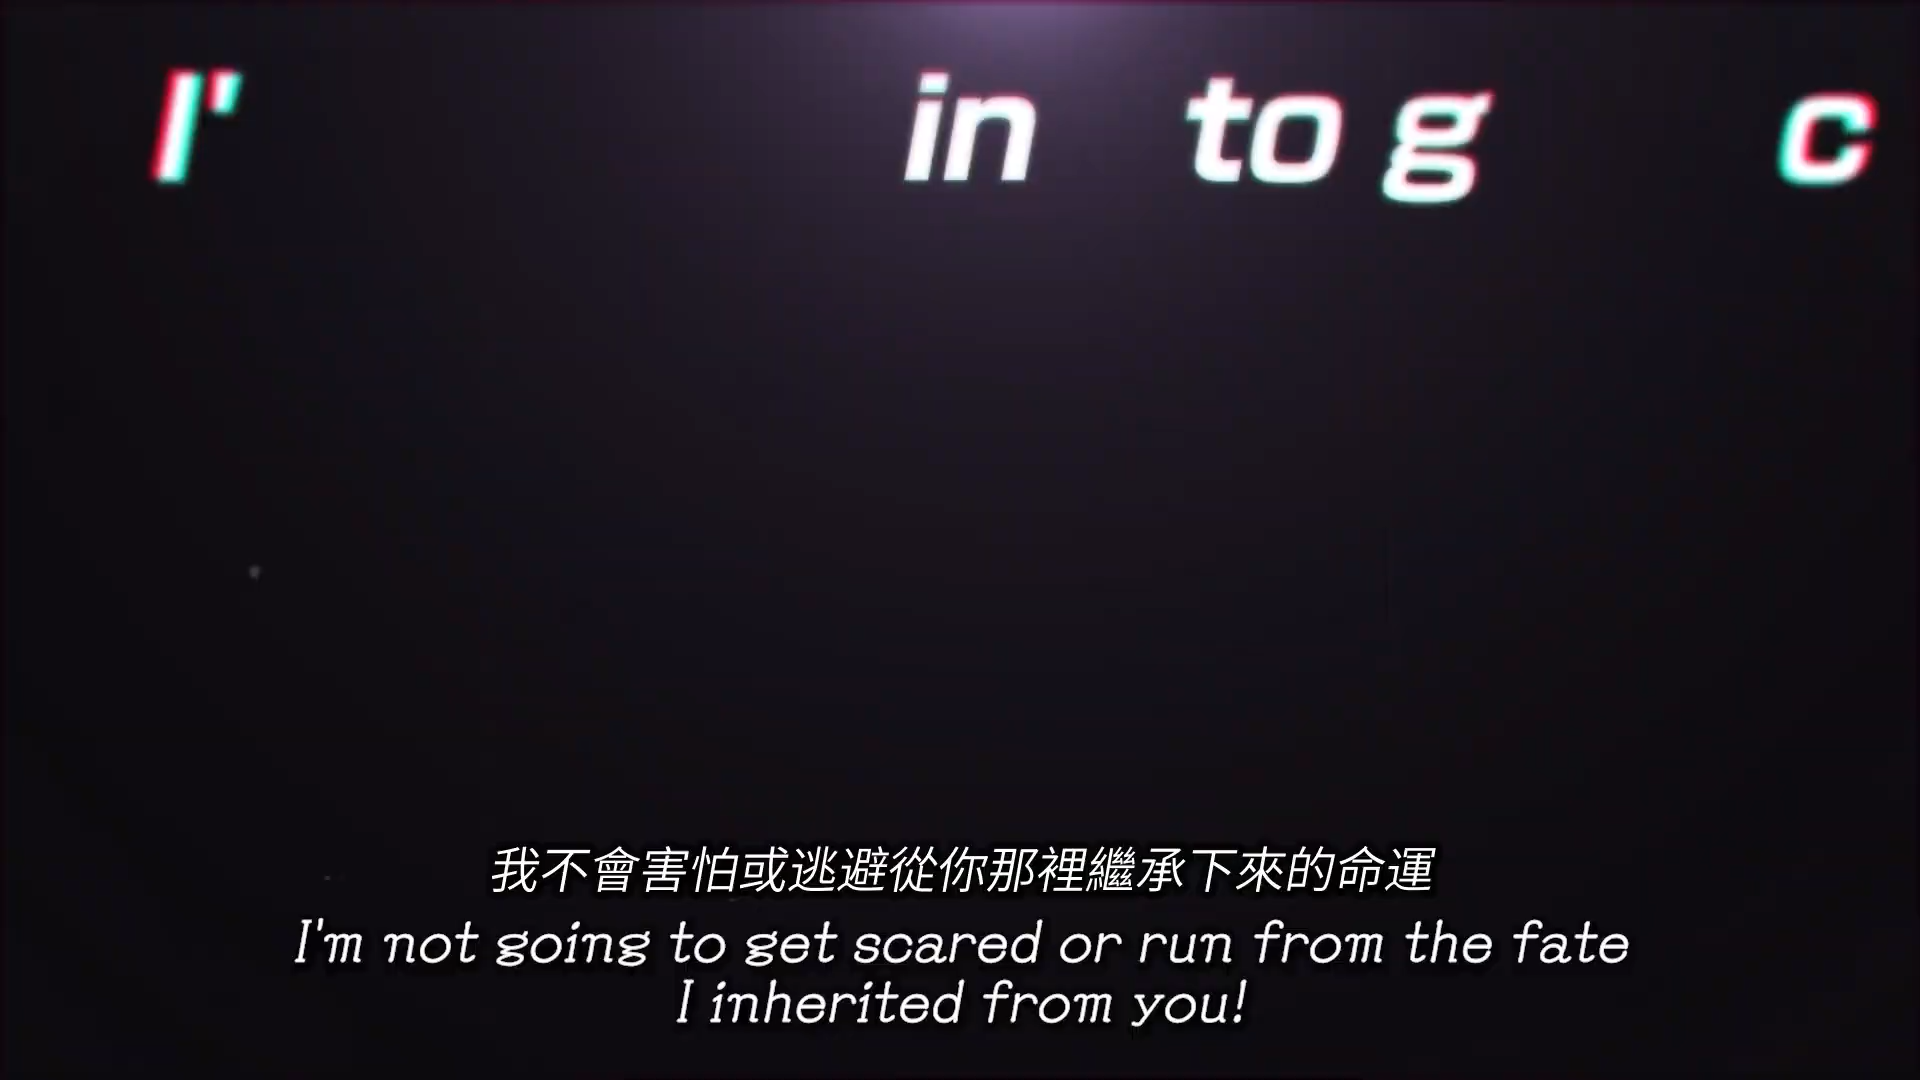 I' in to g c
我不會害怕或逃避從你那裡繼承下來的命運
I'm not going to get scared or run from the fate
I inherited from you!